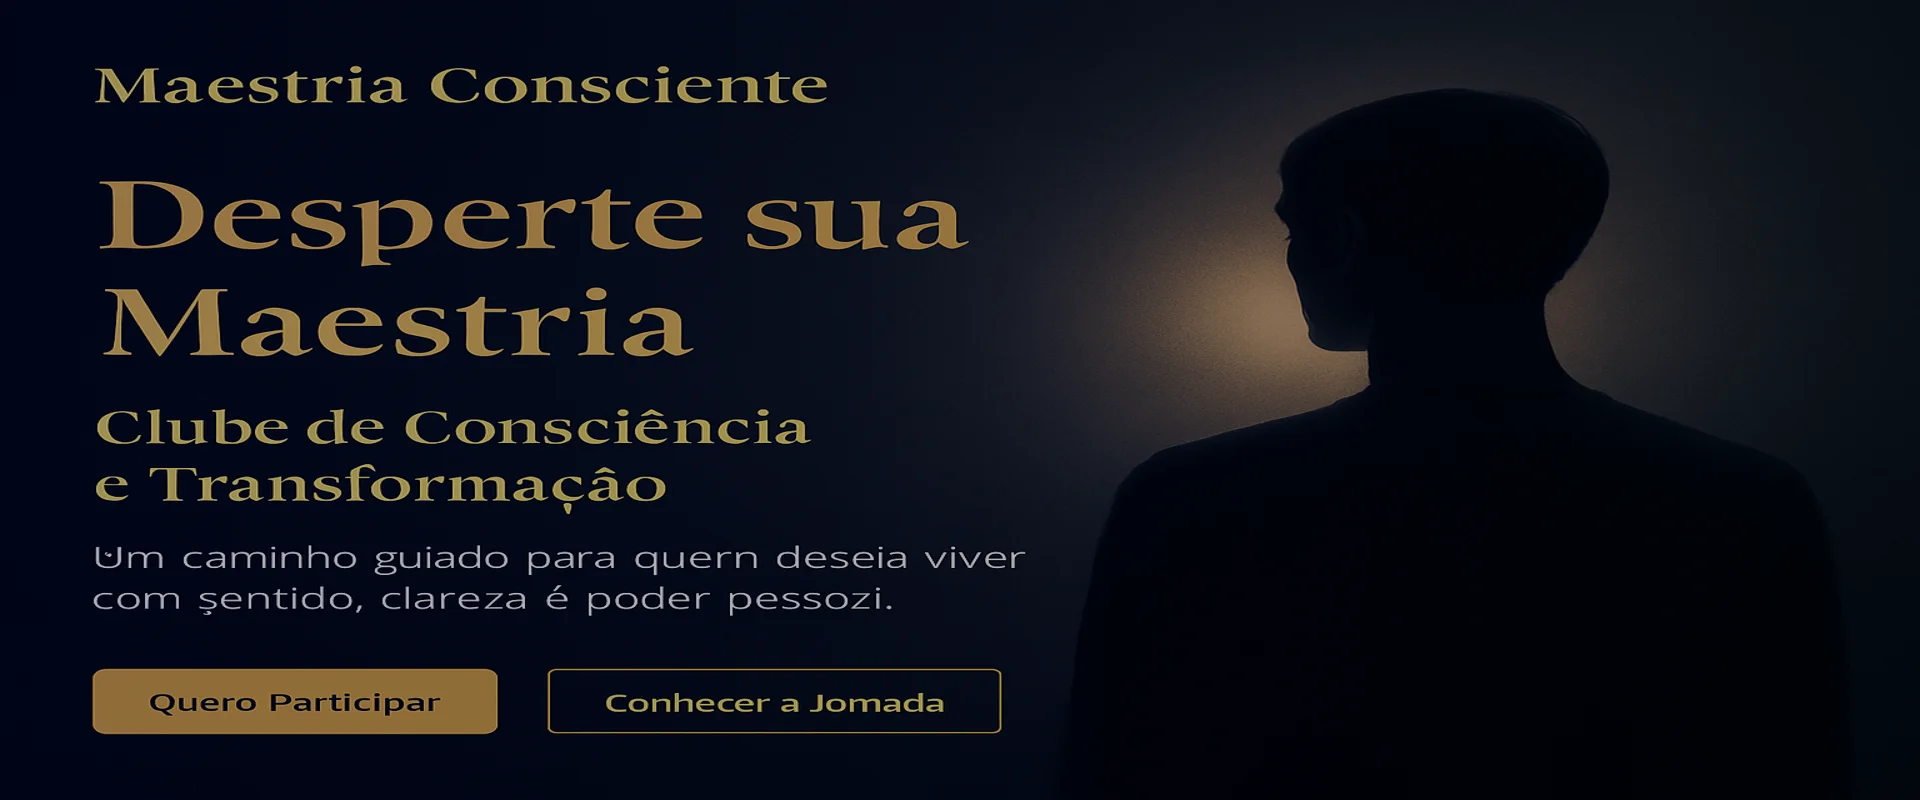 Maestria Consciente
Desperte sua
Maestria
Clube de Consciência
e Transformaçâo
Um caminho guiado para quern deseia viver
com şentido, clareza é poder pessozi.
Quero Participar
Conhecer a Jomada